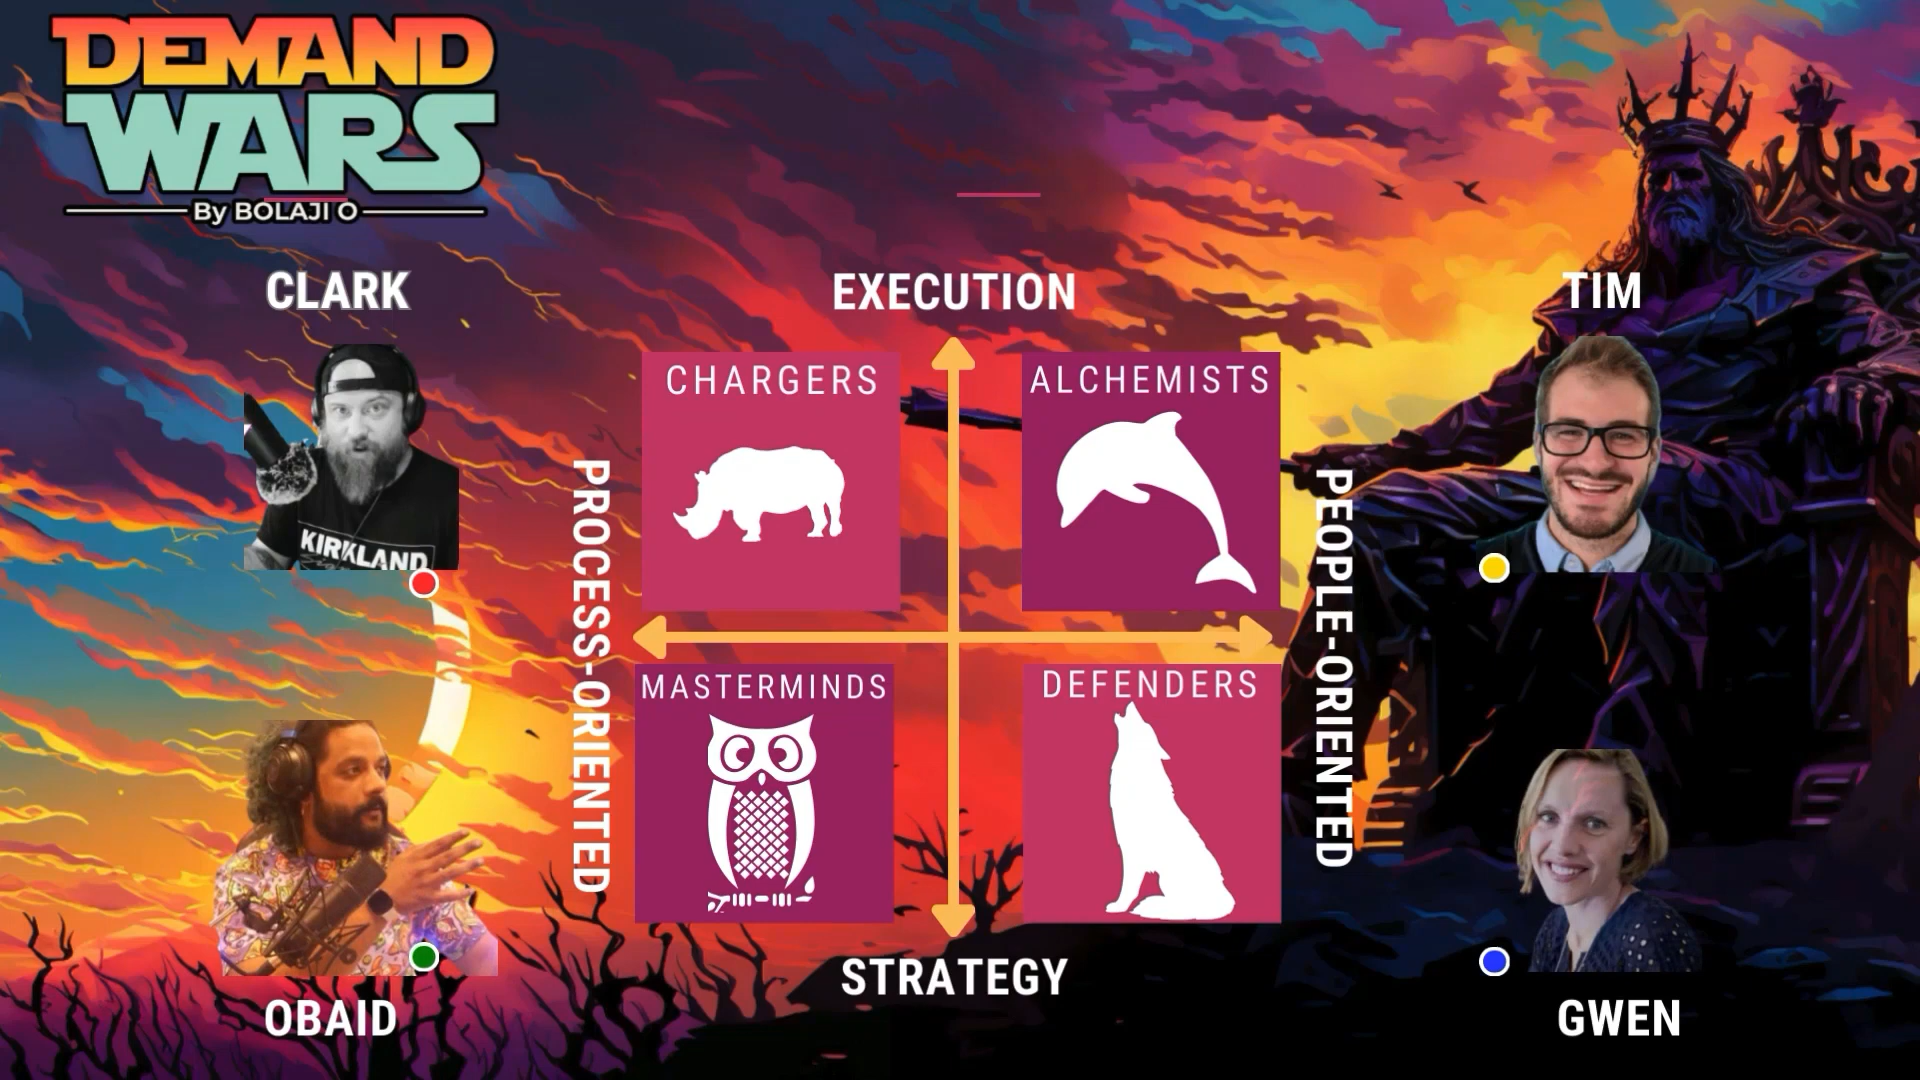 DEMAND
WARS
By BOLAJI O
CLARK
EXECUTION
TIM
CHARGERS
ALCHEMISTS
KIRKLAND
PROCESS-ORIENTED
PEOPLE-ORIENTED
MASTERMINDS
DEFENDERS
STRATEGY
OBAID
GWEN